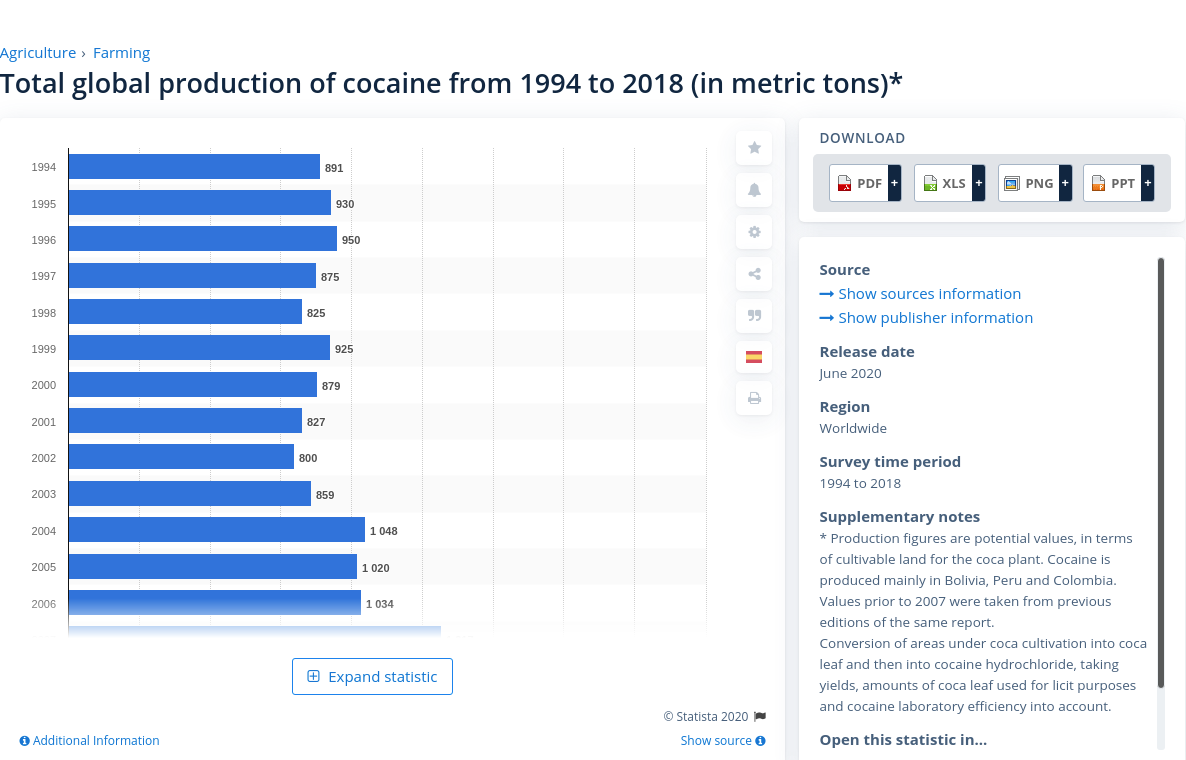 Agriculture › Farming
Total global production of cocaine from 1994 to 2018 (in metric tons)*
1994 891
1995 930
1996 950
1997 875
1998 825
1999 925
2000 879
2001 827
2002 800
2003 859
2004 1 048
2005 1 020
2006 1 034
Expand statistic
© Statista 2020
Additional Information
Show source
DOWNLOAD
PDF + XLS + PNG + PPT +
Source
Show sources information
Show publisher information
Release date
June 2020
Region
Worldwide
Survey time period
1994 to 2018
Supplementary notes
* Production figures are potential values, in terms
of cultivable land for the coca plant. Cocaine is
produced mainly in Bolivia, Peru and Colombia.
Values prior to 2007 were taken from previous
editions of the same report.
Conversion of areas under coca cultivation into coca
leaf and then into cocaine hydrochloride, taking
yields, amounts of coca leaf used for licit purposes
and cocaine laboratory efficiency into account.
Open this statistic in...